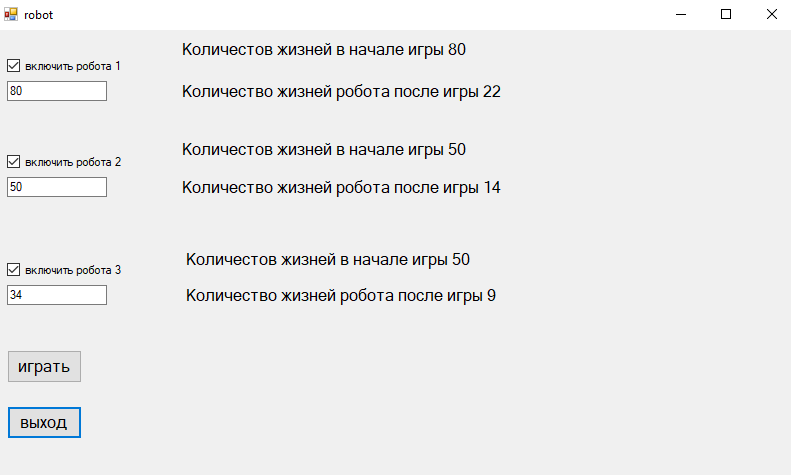 robot
Количестов жизней в начале игры 80
включить робота 1
80
Количество жизней робота после игры 22
Количестов жизней в начале игры 50
включить робота 2
50
Количество жизней робота после игры 14
Количестов жизней в начале игры 50
включить робота 3
34
Количество жизней робота после игры 9
играть
выход